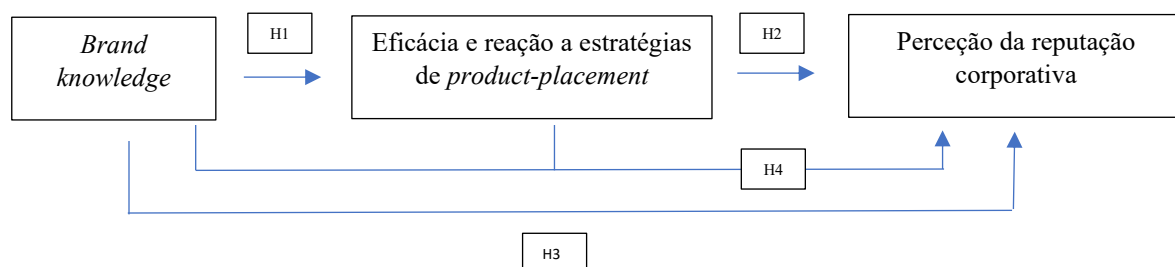 Brand
knowledge
H1
Eficácia e reação a estratégias
de product-placement
H2
Perceção da reputação
corporativa
H4
H3